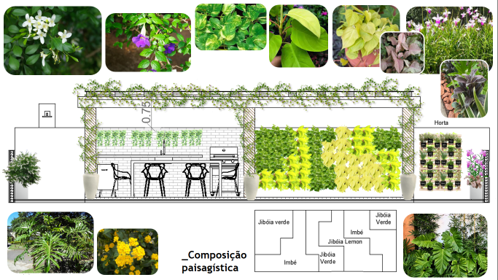 0.75
Horta
Jibóia verde
Jibóia
Verde
Imbé
Jibóia Lemon
Jibóia
Verde
Imbé
_Composição
paisagística